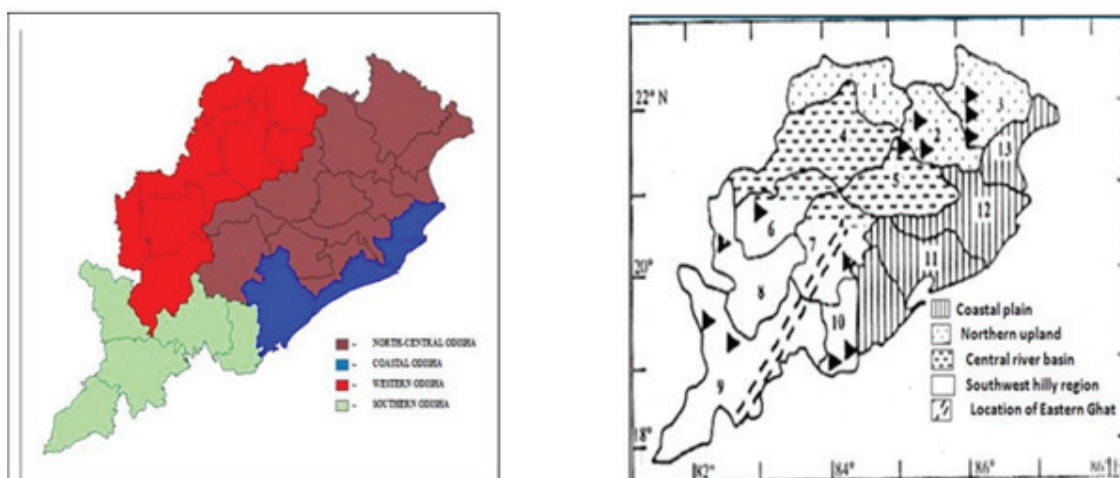 - NORTH-CENTRAL ODISHA
- COASTAL ODISHA
- WESTERN ODISHA
- SOUTHERN ODISHA
22° N
20°
18°
1
2
3
4
5
6
7
8
9
10
11
12
13
Coastal plain
Northern upland
Central river basin
Southwest hilly region
Location of Eastern Ghat
82°
84°
86°